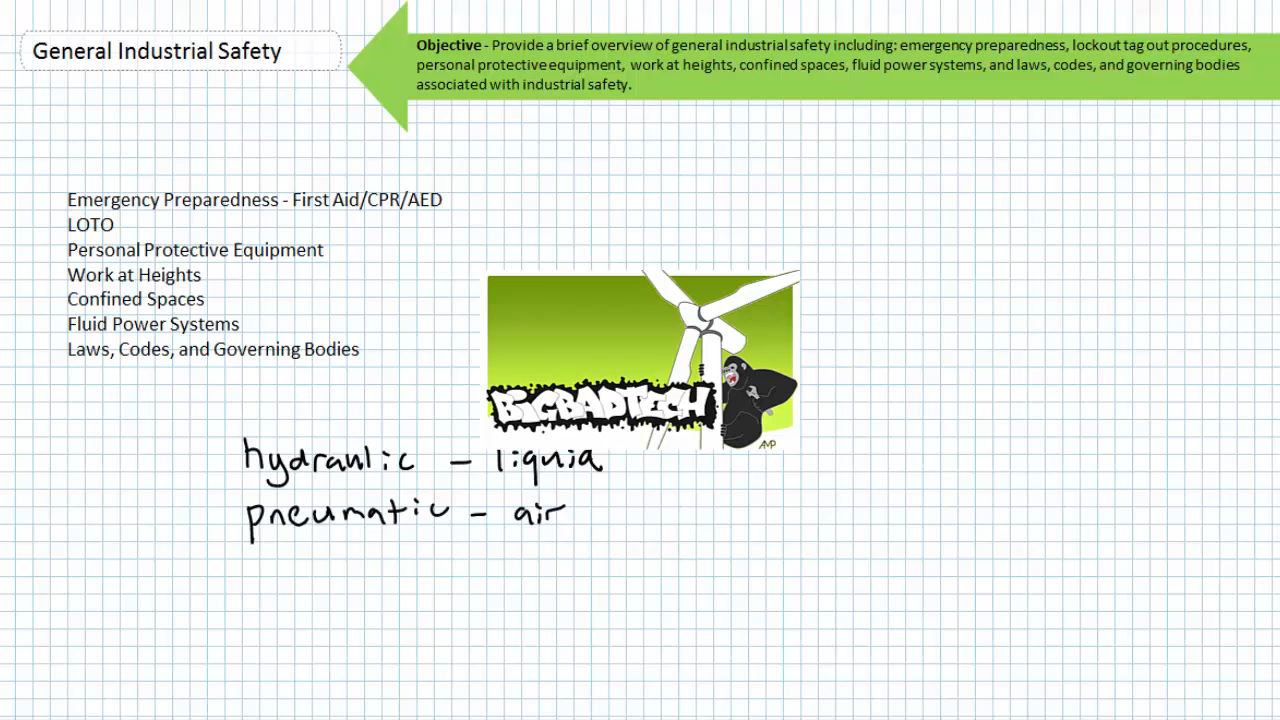 General Industrial Safety
Objective - Provide a brief overview of general industrial safety including: emergency preparedness, lockout tag out procedures,
personal protective equipment, work at heights, confined spaces, fluid power systems, and laws, codes, and governing bodies
associated with industrial safety.
Emergency Preparedness - First Aid/CPR/AED
LOTO
Personal Protective Equipment
Work at Heights
Confined Spaces
Fluid Power Systems
Laws, Codes, and Governing Bodies
BIGBADTECH
AMP
hydraulic - liquid
pneumatic - air